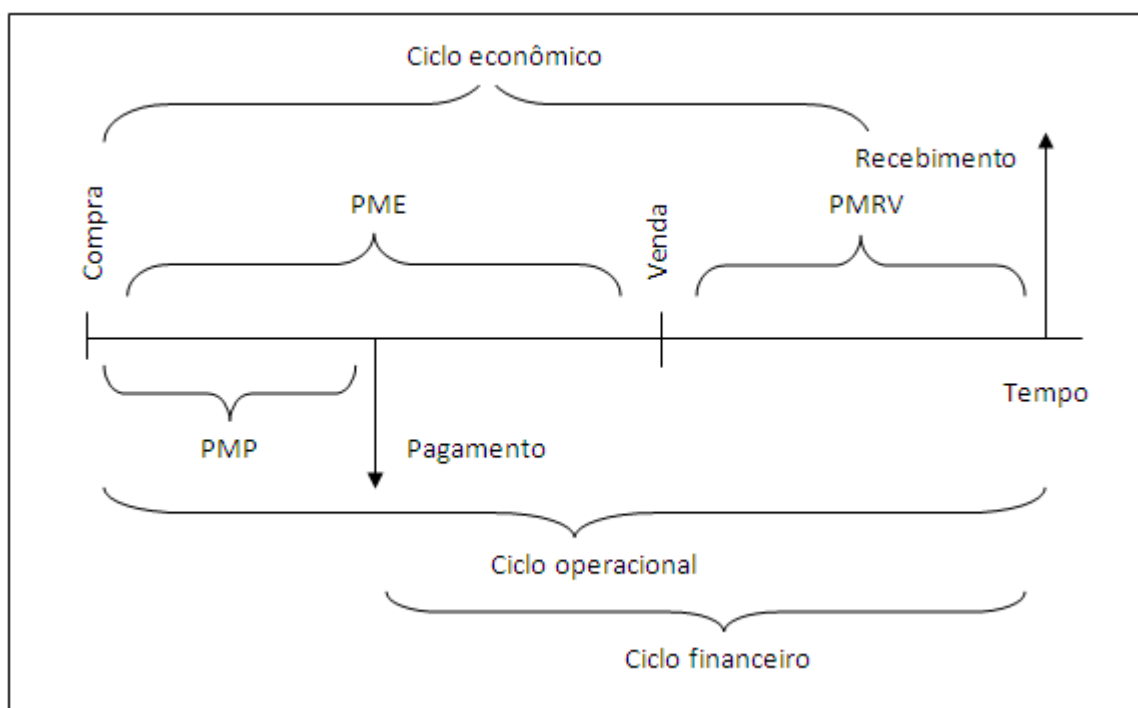 Ciclo econômico
Recebimento
Compra
PME
Venda
PMRV
Tempo
PMP
Pagamento
Ciclo operacional
Ciclo financeiro